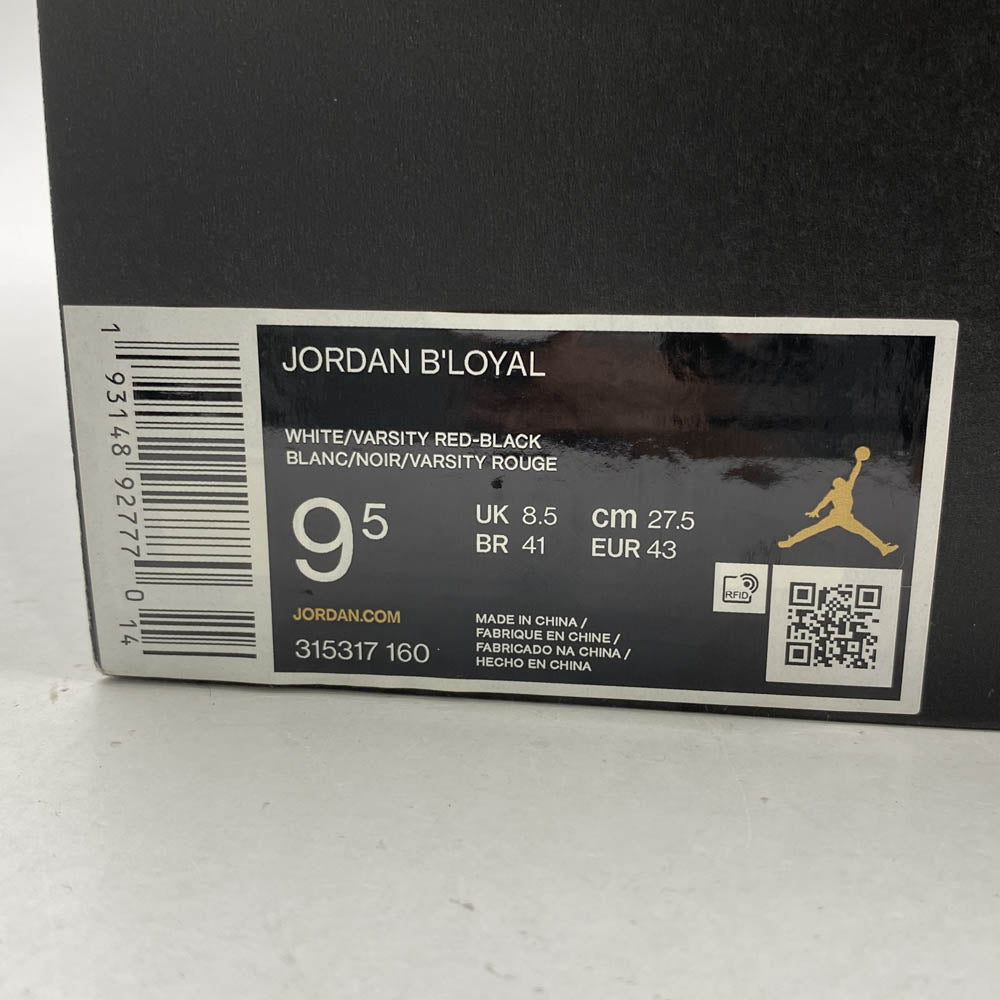 JORDAN B'LOYAL
WHITE/VARSITY RED-BLACK
BLANC/NOIR/VARSITY ROUGE
9 5
UK 8.5 cm 27.5
BR 41 EUR 43
RFID
JORDAN.COM
315317 160
MADE IN CHINA /
FABRIQUE EN CHINE /
FABRICADO NA CHINA /
HECHO EN CHINA
1 93148 92777 0 14